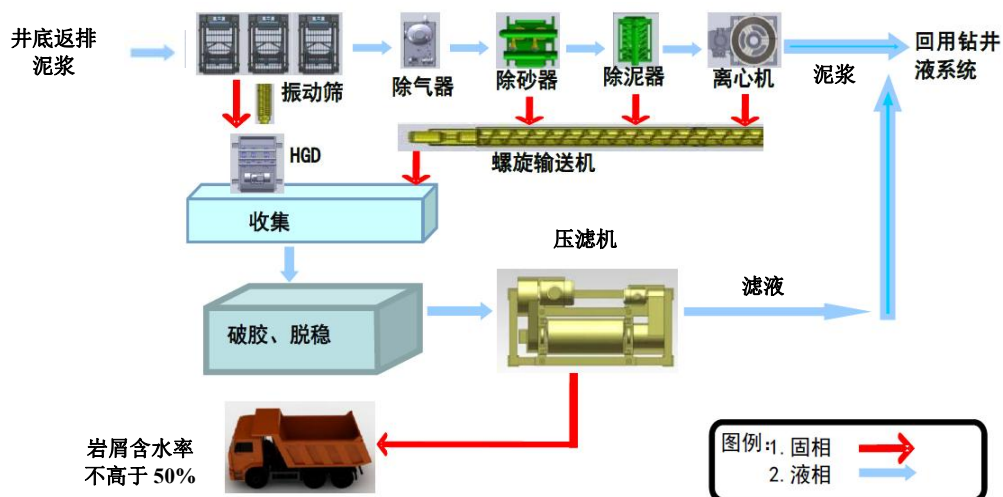 井底返排
泥浆
振动筛
除气器
除砂器
除泥器
离心机
泥浆
回用钻井
液系统
HGD
螺旋输送机
收集
压滤机
滤液
破胶、脱稳
岩屑含水率
不高于 50%
图例:1. 固相
2. 液相